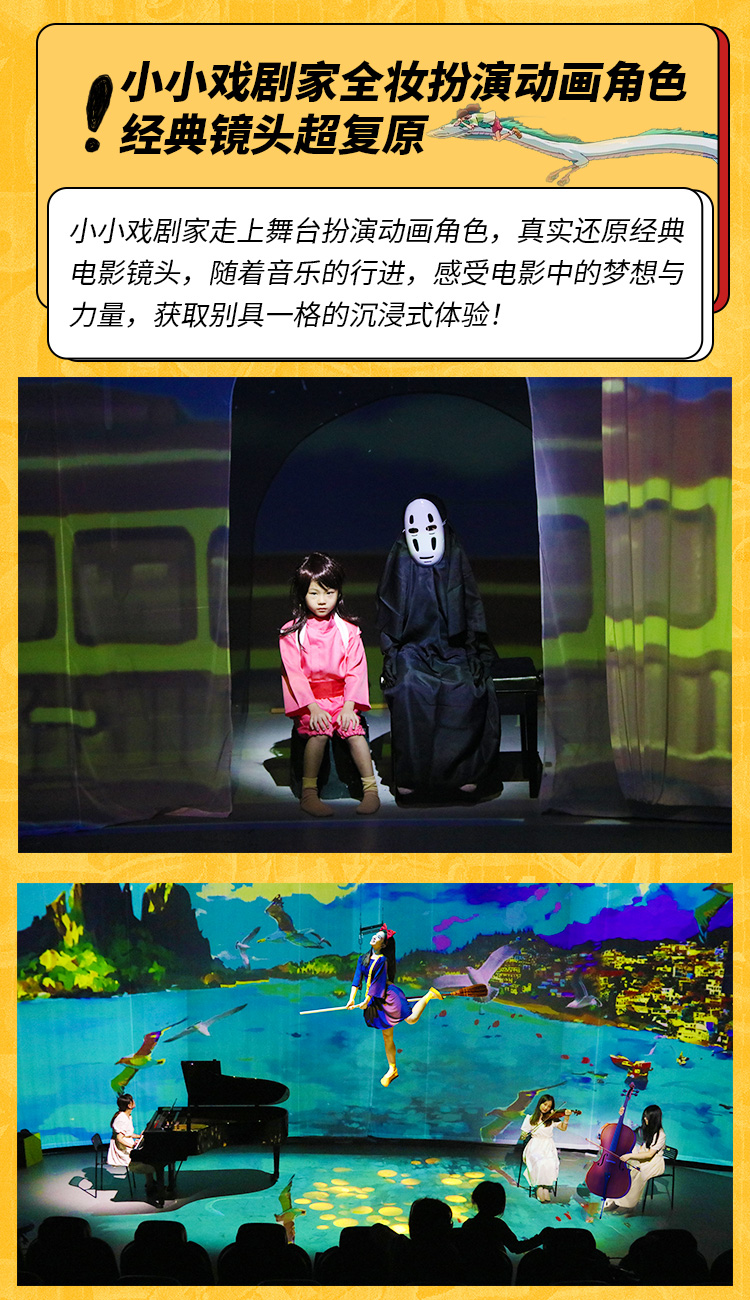 小小戏剧家全妆扮演动画角色
经典镜头超复原
小小戏剧家走上舞台扮演动画角色，真实还原经典
电影镜头，随着音乐的行进，感受电影中的梦想与
力量，获取别具一格的沉浸式体验！